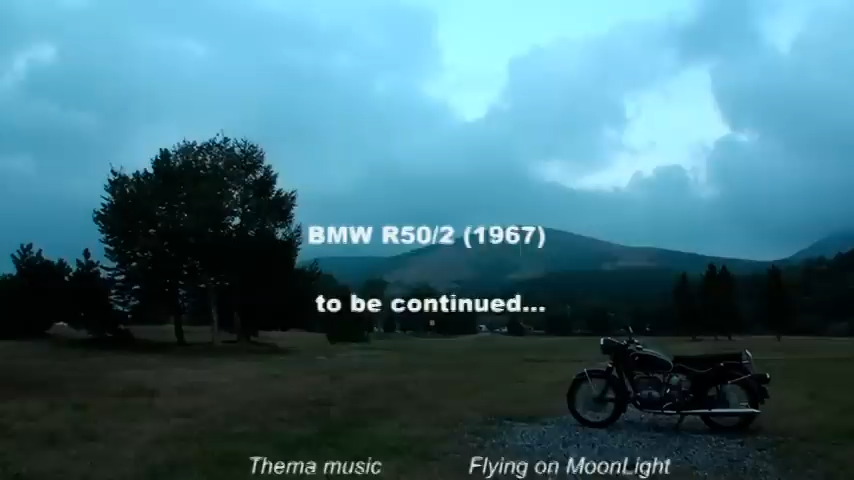 BMW R50/2 (1967)
to be continued...
Thema music Flying on MoonLight